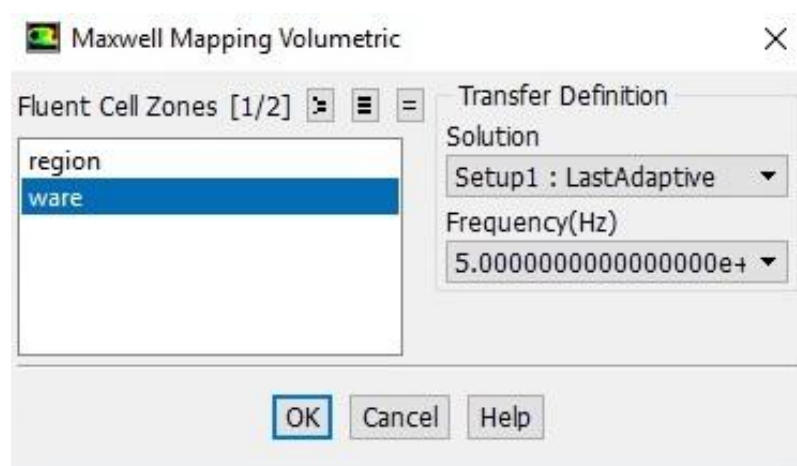 Maxwell Mapping Volumetric
Fluent Cell Zones [1/2]
region
ware
Transfer Definition
Solution
Setup1 : LastAdaptive
Frequency(Hz)
5.0000000000000000e+
OK Cancel Help